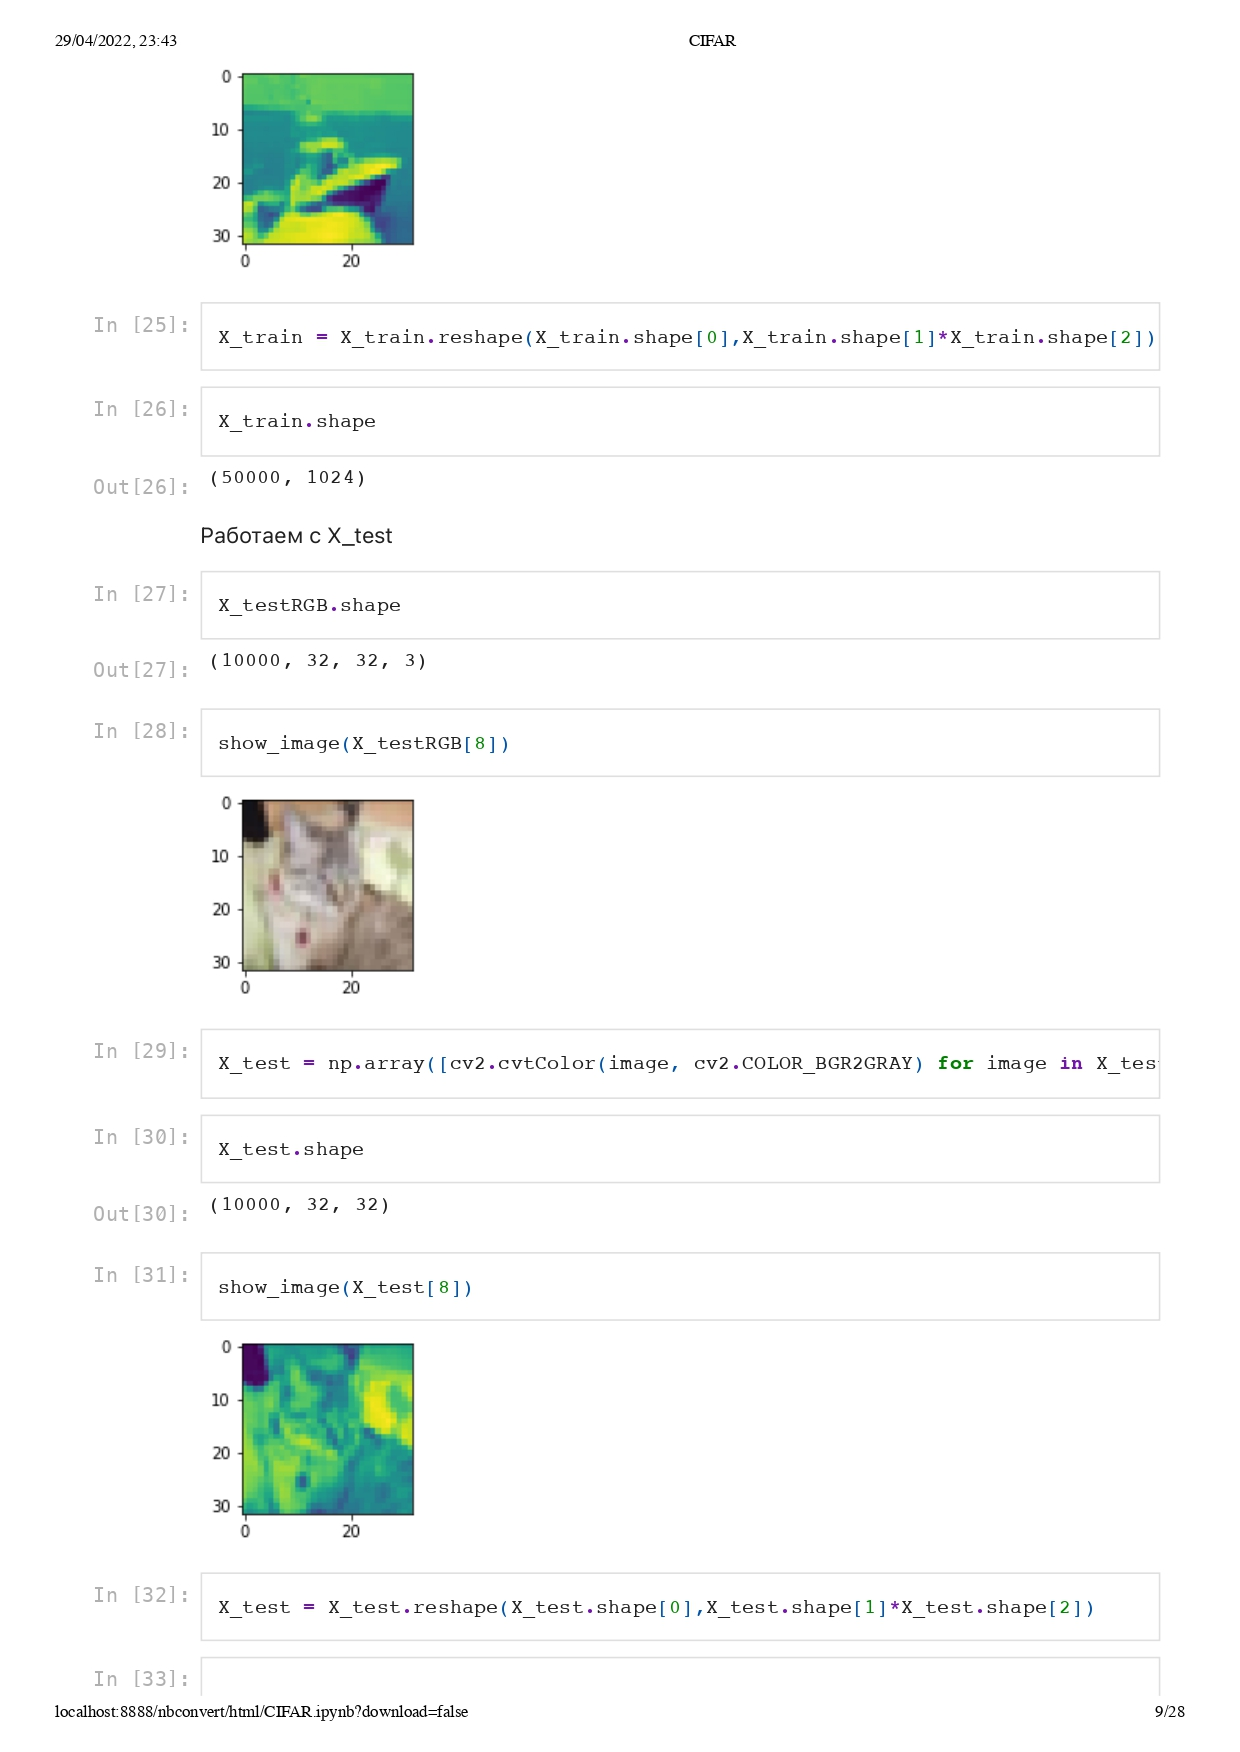 29/04/2022, 23:43 CIFAR
0
10
20
30
0 20
In [25]: X_train = X_train.reshape(X_train.shape[0],X_train.shape[1]*X_train.shape[2])
In [26]: X_train.shape
Out[26]: (50000, 1024)
Работаем с X_test
In [27]: X_testRGB.shape
Out[27]: (10000, 32, 32, 3)
In [28]: show_image(X_testRGB[8])
0
10
20
30
0 20
In [29]: X_test = np.array([cv2.cvtColor(image, cv2.COLOR_BGR2GRAY) for image in X_tes
In [30]: X_test.shape
Out[30]: (10000, 32, 32)
In [31]: show_image(X_test[8])
0
10
20
30
0 20
In [32]: X_test = X_test.reshape(X_test.shape[0],X_test.shape[1]*X_test.shape[2])
In [33]:
localhost:8888/nbconvert/html/CIFAR.ipynb?download=false 9/28